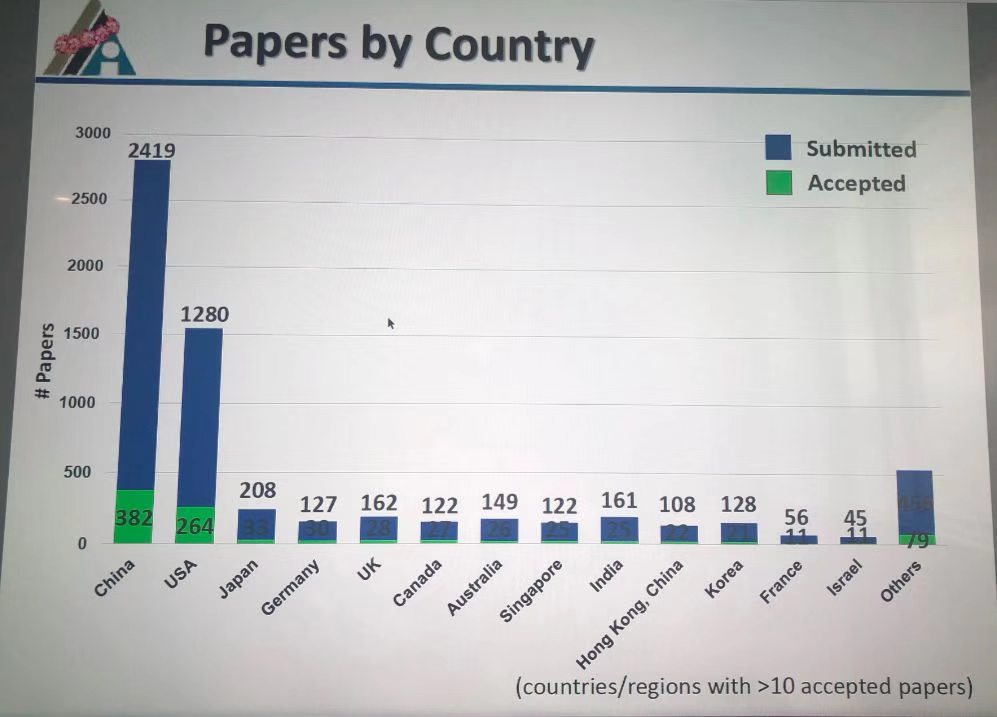 Papers by Country
3000
2500
2000
1500
1000
500
0
# Papers
Submitted
Accepted
2419
1280
208
127
162
122
149
122
161
108
128
56
45
382
264
33
30
28
27
26
25
25
22
21
11
11
79
China
USA
Japan
Germany
UK
Canada
Australia
Singapore
India
Hong Kong, China
Korea
France
Israel
Others
(countries/regions with >10 accepted papers)